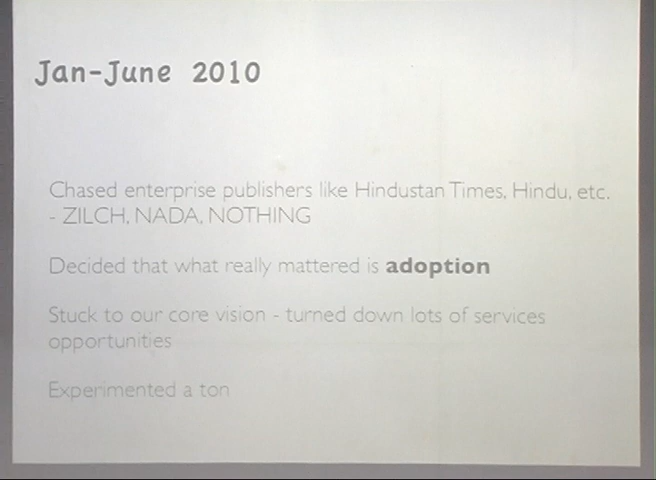 Jan-June 2010
Chased enterprise publishers like Hindustan Times, Hindu, etc.
- ZILCH, NADA, NOTHING
Decided that what really mattered is adoption
Stuck to our core vision - turned down lots of services
opportunities
Experimented a ton